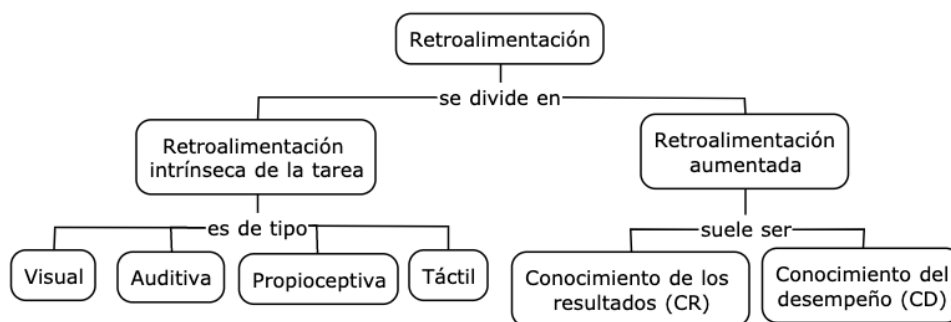 Retroalimentación
se divide en
Retroalimentación
intrínseca de la tarea
Retroalimentación
aumentada
es de tipo
suele ser
Visual
Auditiva
Propioceptiva
Táctil
Conocimiento de los
resultados (CR)
Conocimiento del
desempeño (CD)